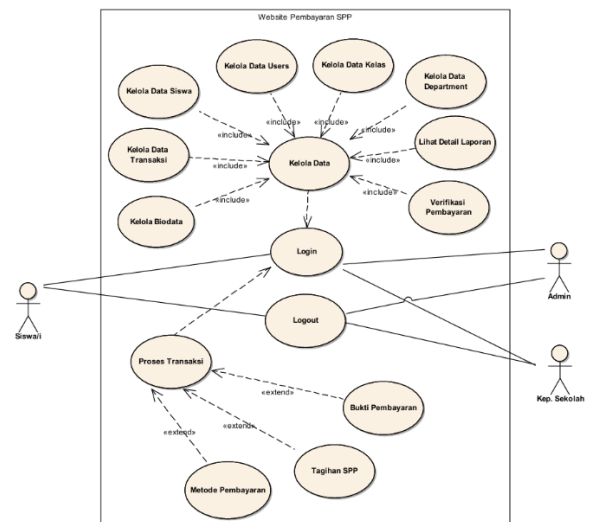 Website Pembayaran SPP
Kelola Data Users
Kelola Data Kelas
Kelola Data Siswa
Kelola Data
Department
«include»
«include»
«include»
«include»
Kelola Data
Transaksi
Lihat Detail Laporan
«include»
Kelola Data
«include»
Kelola Biodata
«include»
«include»
Verifikasi
Pembayaran
Login
Logout
Siswa/i
Admin
Proses Transaksi
Kep. Sekolah
«extend»
Bukti Pembayaran
«extend»
«extend»
Tagihan SPP
Metode Pembayaran